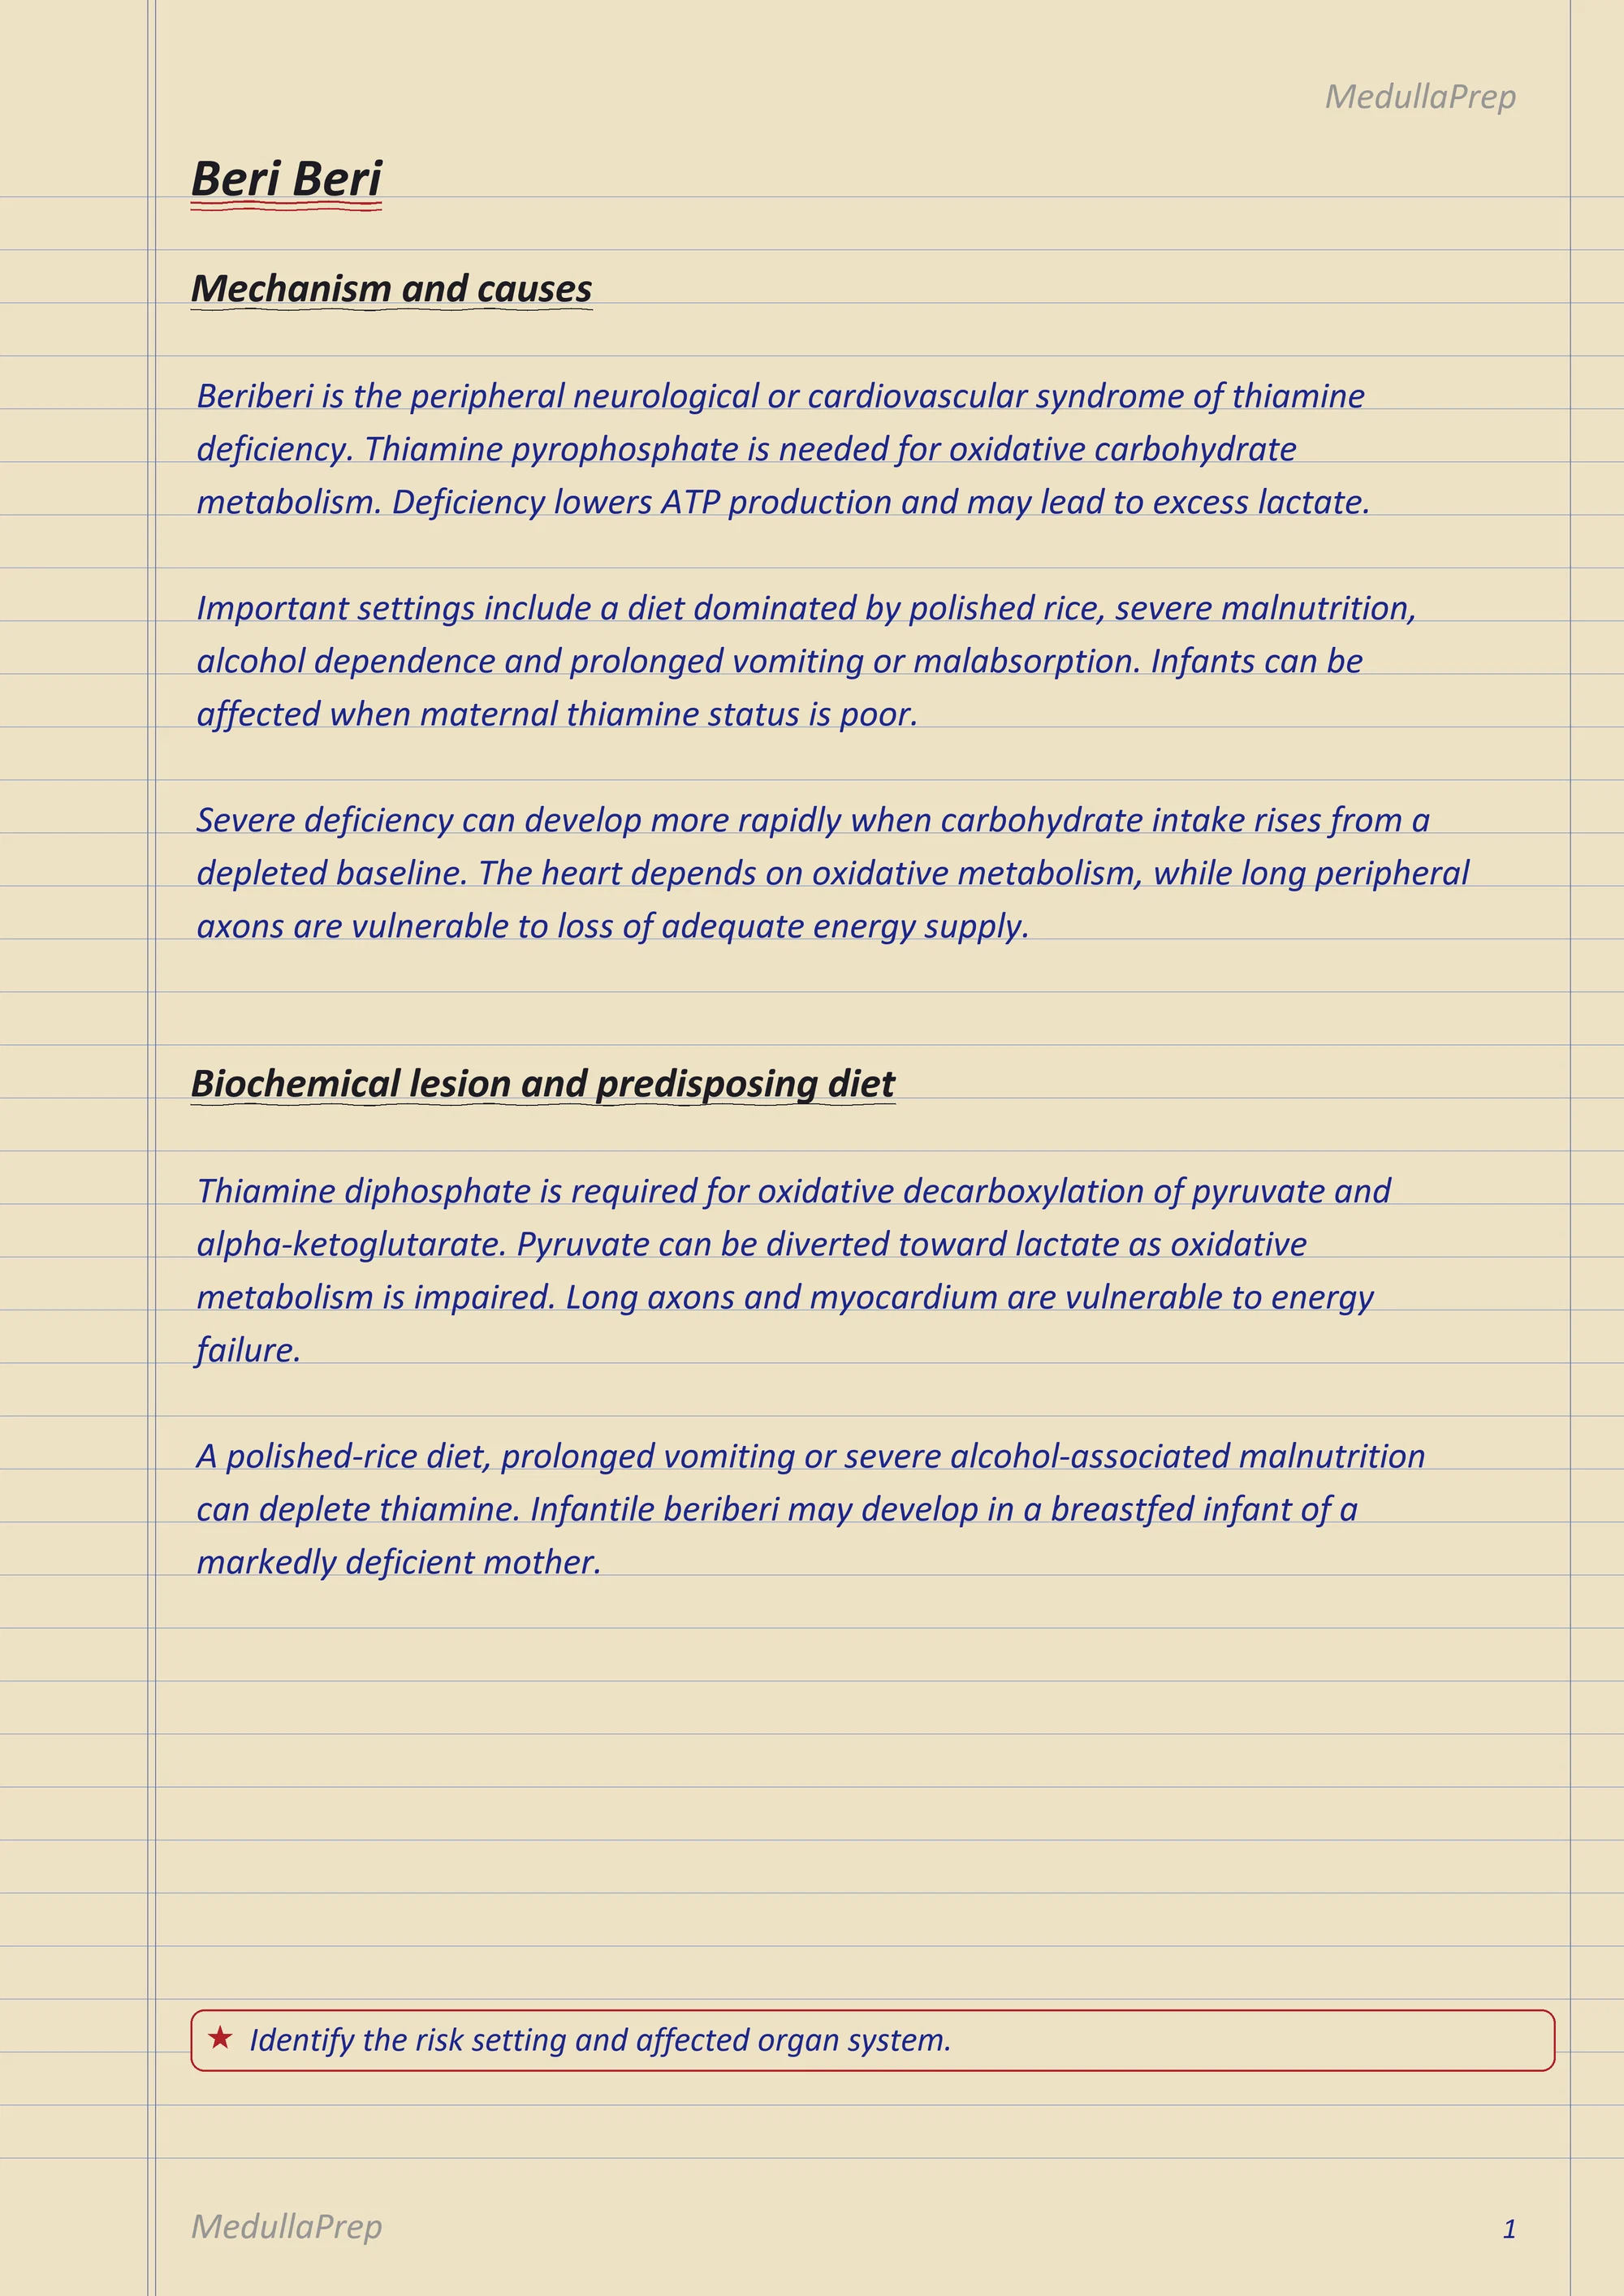 MedullaPrep
Beri Beri
Mechanism and causes
Beriberi is the peripheral neurological or cardiovascular syndrome of thiamine
deficiency. Thiamine pyrophosphate is needed for oxidative carbohydrate
metabolism. Deficiency lowers ATP production and may lead to excess lactate.
Important settings include a diet dominated by polished rice, severe malnutrition,
alcohol dependence and prolonged vomiting or malabsorption. Infants can be
affected when maternal thiamine status is poor.
Severe deficiency can develop more rapidly when carbohydrate intake rises from a
depleted baseline. The heart depends on oxidative metabolism, while long peripheral
axons are vulnerable to loss of adequate energy supply.
Biochemical lesion and predisposing diet
Thiamine diphosphate is required for oxidative decarboxylation of pyruvate and
alpha-ketoglutarate. Pyruvate can be diverted toward lactate as oxidative
metabolism is impaired. Long axons and myocardium are vulnerable to energy
failure.
A polished-rice diet, prolonged vomiting or severe alcohol-associated malnutrition
can deplete thiamine. Infantile beriberi may develop in a breastfed infant of a
markedly deficient mother.
★ Identify the risk setting and affected organ system.
MedullaPrep
1